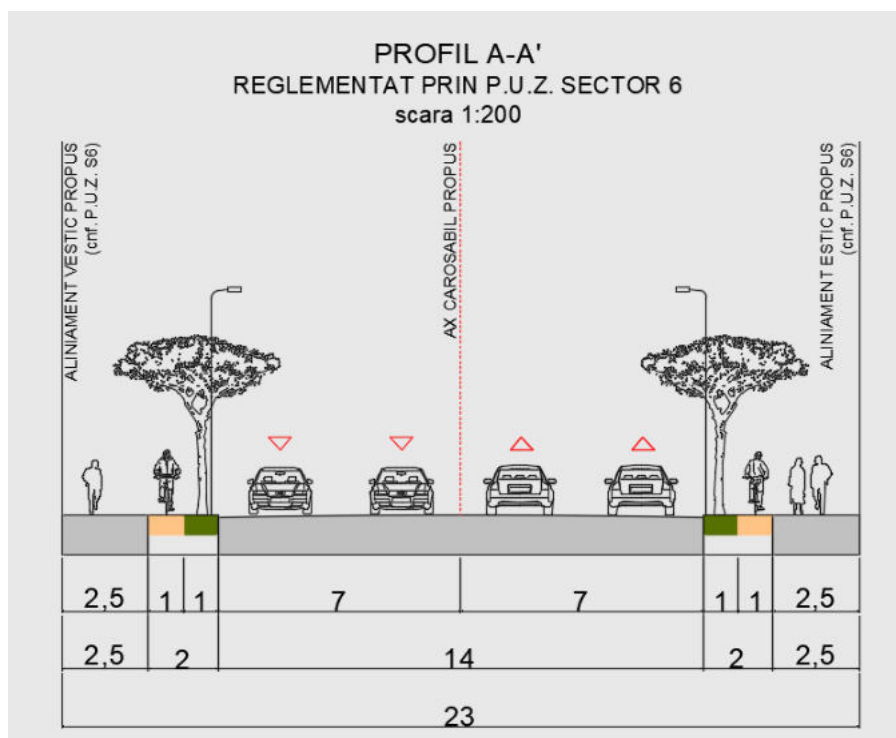 PROFIL A-A'
REGLEMENTAT PRIN P.U.Z. SECTOR 6
scara 1:200
ALINIAMENT VESTIC PROPUS
(cnf. P.U.Z. S6)
AX CAROSABIL PROPUS
ALINIAMENT ESTIC PROPUS
(cnf. P.U.Z. S6)
2,5 1 1 7 7 1 1 2,5
2,5 2 14 2 2,5
23